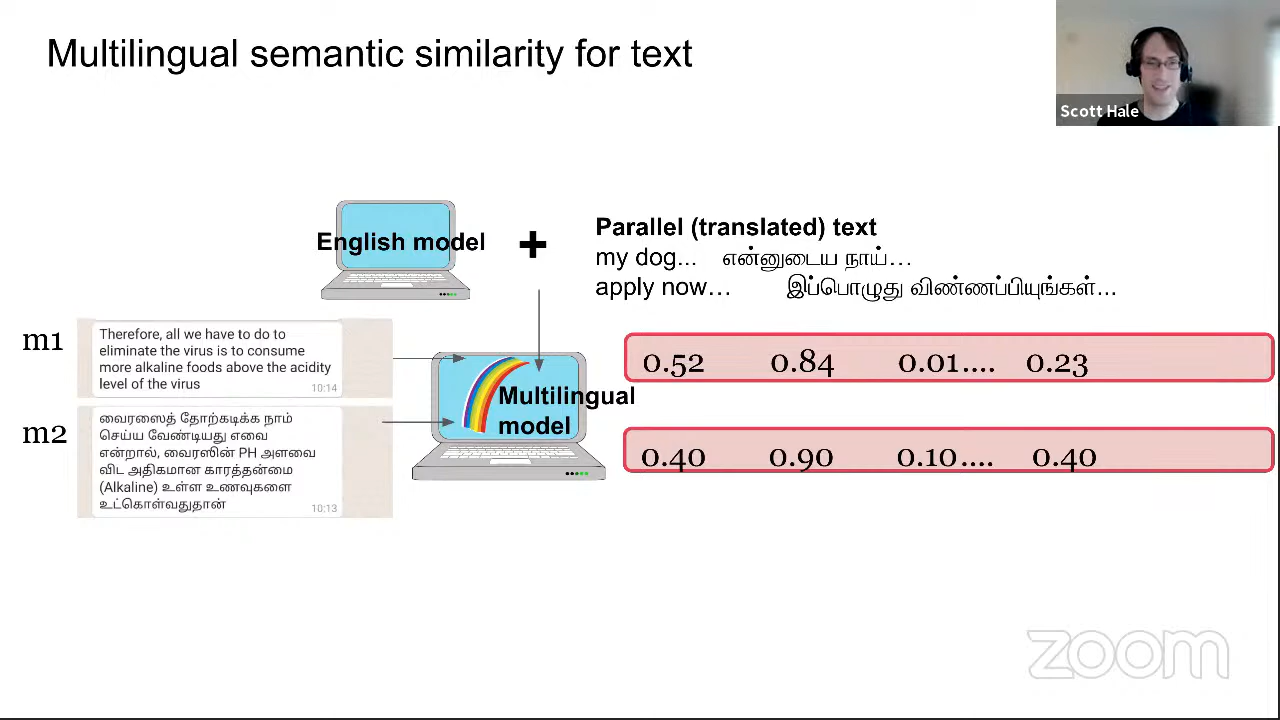 Multilingual semantic similarity for text
Scott Hale
English model
+
Parallel (translated) text
my dog... என்னுடைய நாய்...
apply now... இப்பொழுது விண்ணப்பியுங்கள்...
m1
Therefore, all we have to do to
eliminate the virus is to consume
more alkaline foods above the acidity
level of the virus
10:14
m2
வைரஸைத் தோற்கடிக்க நாம்
செய்ய வேண்டியது எவை
என்றால், வைரஸின் PH அளவை
விட அதிகமான காரத்தன்மை
(Alkaline) உள்ள உணவுகளை
உட்கொள்வதுதான்
10:13
Multilingual
model
0.52 0.84 0.01.... 0.23
0.40 0.90 0.10.... 0.40
zoom